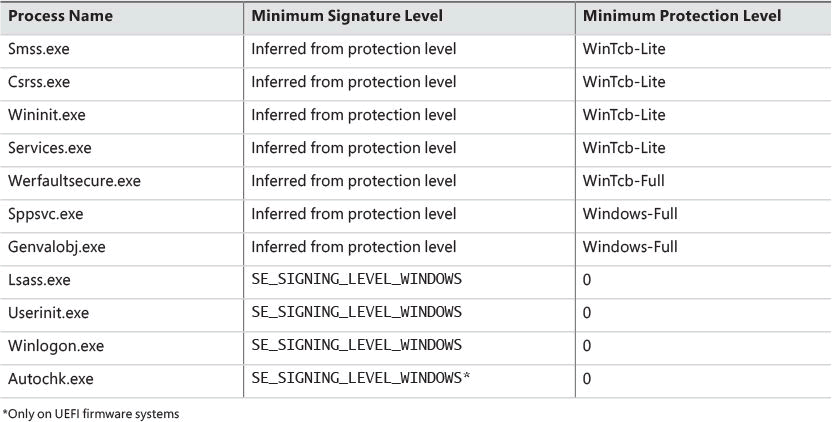 Process Name Minimum Signature Level Minimum Protection Level
Smss.exe Inferred from protection level WinTcb-Lite
Csrss.exe Inferred from protection level WinTcb-Lite
Wininit.exe Inferred from protection level WinTcb-Lite
Services.exe Inferred from protection level WinTcb-Lite
Werfaultsecure.exe Inferred from protection level WinTcb-Full
Sppsvc.exe Inferred from protection level Windows-Full
Genvalobj.exe Inferred from protection level Windows-Full
Lsass.exe SE_SIGNING_LEVEL_WINDOWS 0
Userinit.exe SE_SIGNING_LEVEL_WINDOWS 0
Winlogon.exe SE_SIGNING_LEVEL_WINDOWS 0
Autochk.exe SE_SIGNING_LEVEL_WINDOWS* 0
*Only on UEFI firmware systems